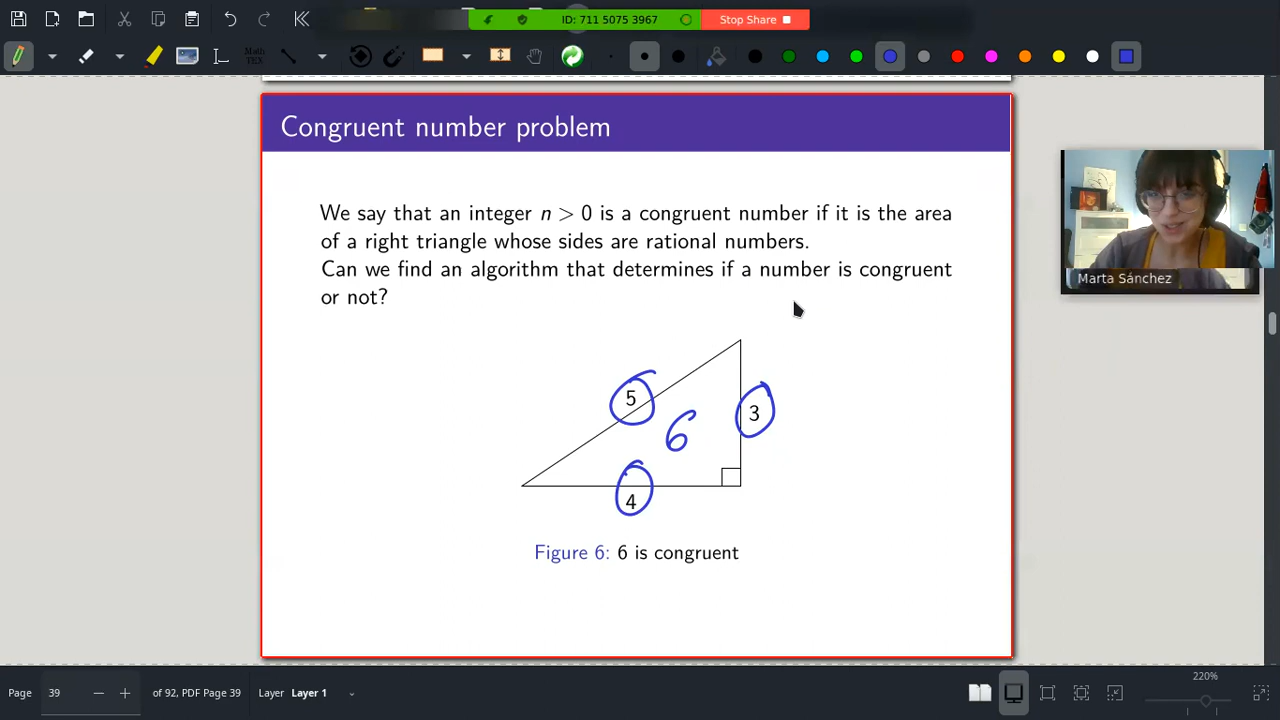 ID: 711 5075 3967
Stop Share
Math
TEX
Congruent number problem
We say that an integer n > 0 is a congruent number if it is the area
of a right triangle whose sides are rational numbers.
Can we find an algorithm that determines if a number is congruent
or not?
Marta Sánchez
5
3
6
4
Figure 6: 6 is congruent
Page 39 of 92, PDF Page 39 Layer Layer 1
220%